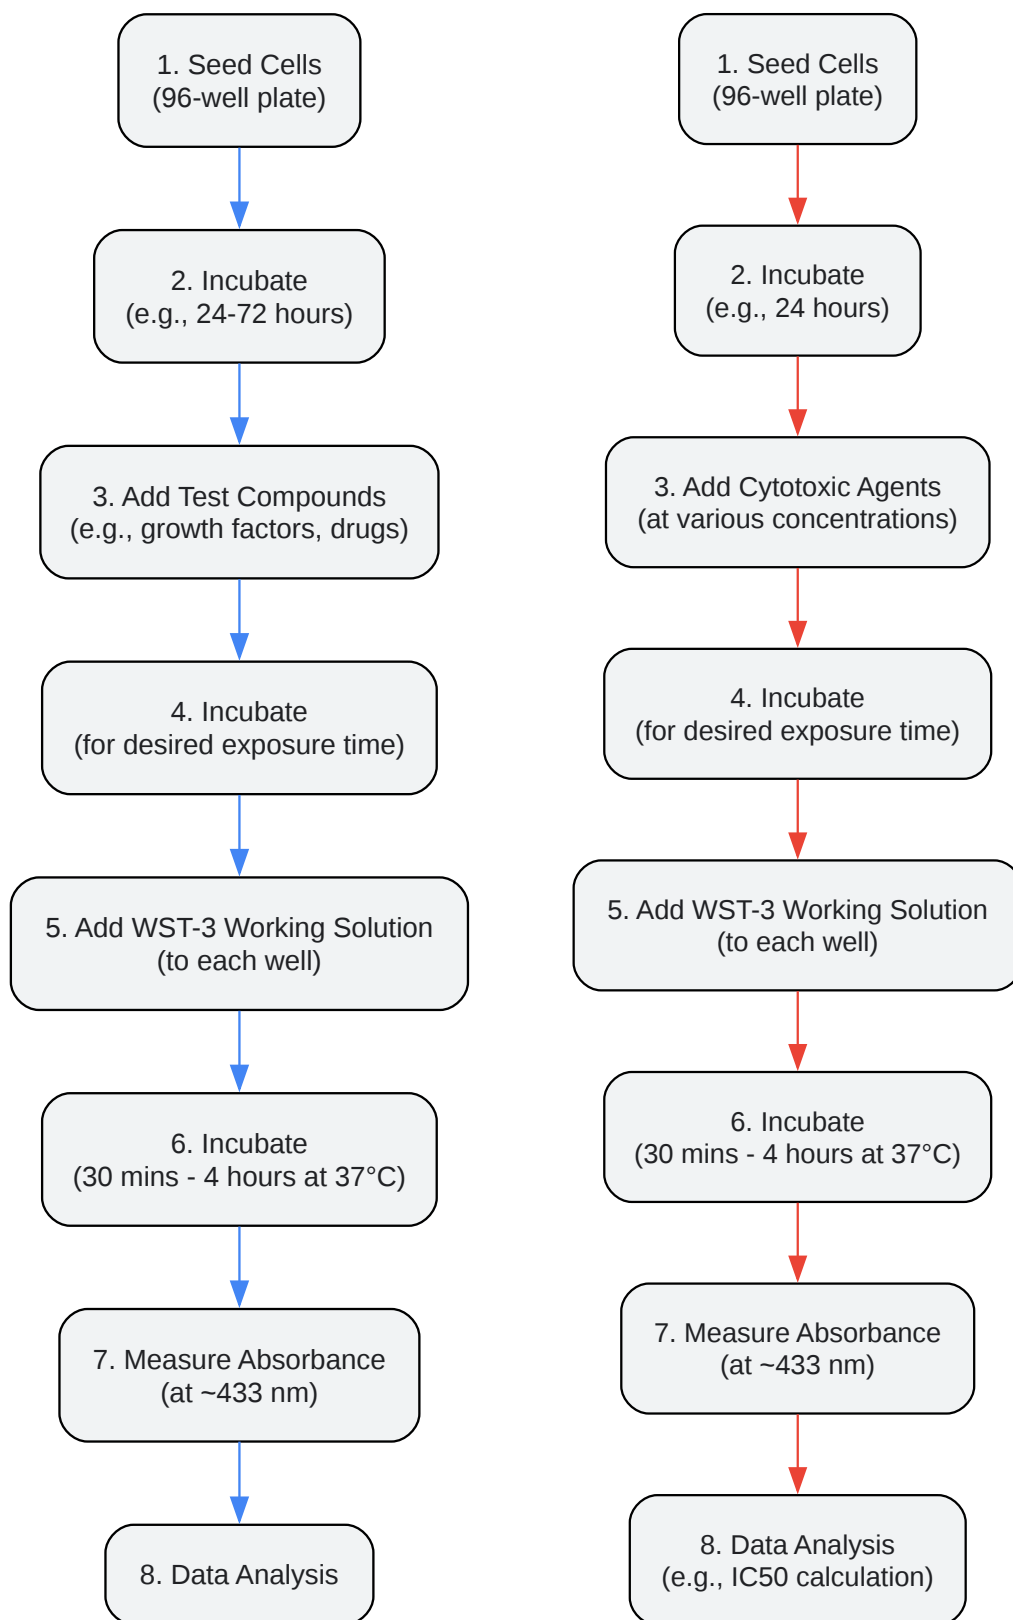 1. Seed Cells
(96-well plate)
2. Incubate
(e.g., 24-72 hours)
3. Add Test Compounds
(e.g., growth factors, drugs)
4. Incubate
(for desired exposure time)
5. Add WST-3 Working Solution
(to each well)
6. Incubate
(30 mins - 4 hours at 37°C)
7. Measure Absorbance
(at ~433 nm)
8. Data Analysis
1. Seed Cells
(96-well plate)
2. Incubate
(e.g., 24 hours)
3. Add Cytotoxic Agents
(at various concentrations)
4. Incubate
(for desired exposure time)
5. Add WST-3 Working Solution
(to each well)
6. Incubate
(30 mins - 4 hours at 37°C)
7. Measure Absorbance
(at ~433 nm)
8. Data Analysis
(e.g., IC50 calculation)